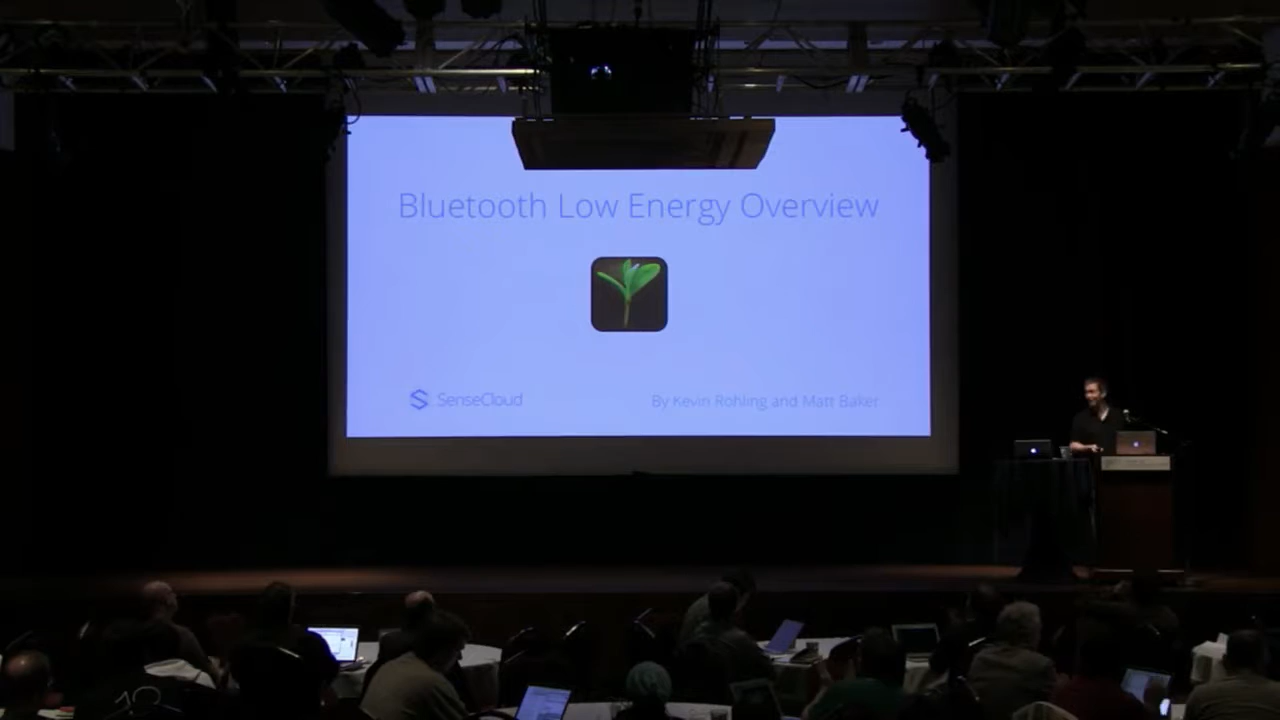 Bluetooth Low Energy Overview
SenseCloud
By Kevin Rohling and Matt Baker